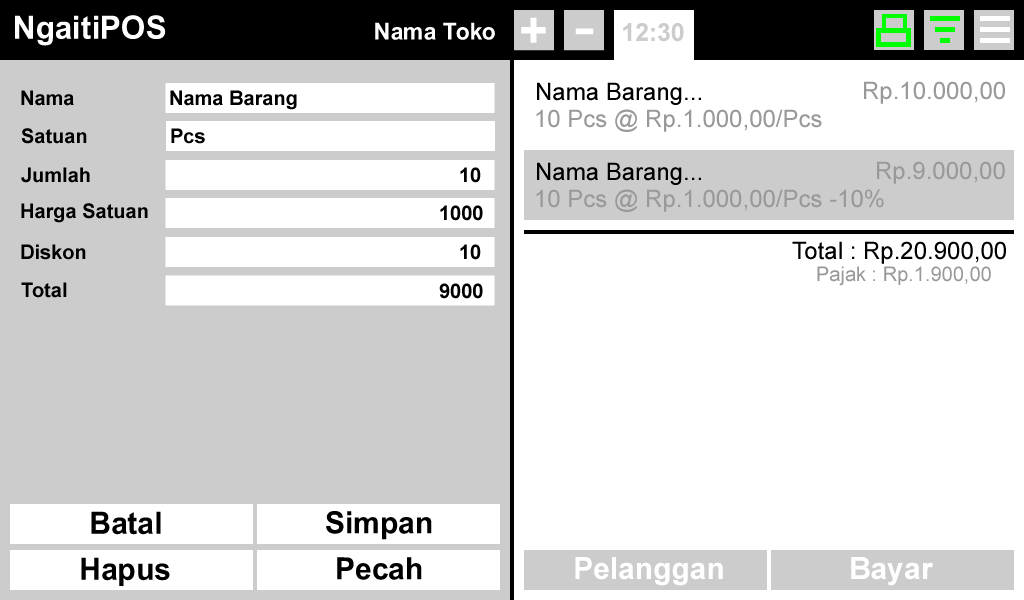 NgaitiPOS
Nama Toko
+
-
12:30
Nama
Nama Barang
Satuan
Pcs
Jumlah
10
Harga Satuan
1000
Diskon
10
Total
9000
Batal
Simpan
Hapus
Pecah
Nama Barang...
Rp.10.000,00
10 Pcs @ Rp.1.000,00/Pcs
Nama Barang...
Rp.9.000,00
10 Pcs @ Rp.1.000,00/Pcs -10%
Total : Rp.20.900,00
Pajak : Rp.1.900,00
Pelanggan
Bayar